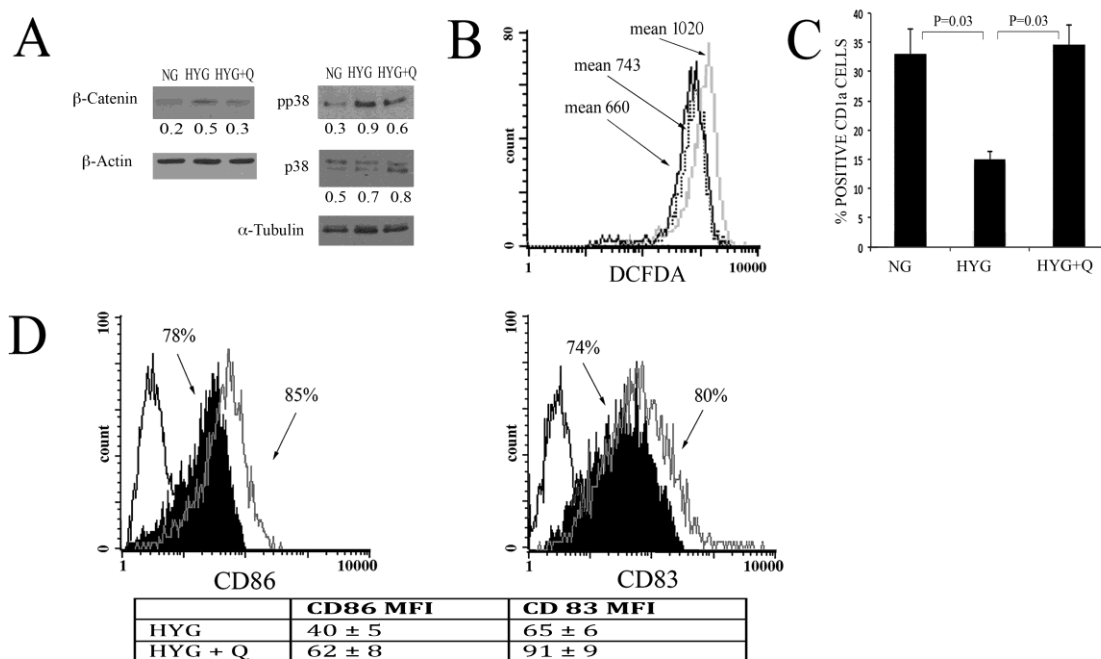 A
NG HYG HYG+Q
β-Catenin
0.2 0.5 0.3
β-Actin
NG HYG HYG+Q
pp38
0.3 0.9 0.6
p38
0.5 0.7 0.8
α-Tubulin
B
80
mean 1020
mean 743
mean 660
count
0
1 10000
DCFDA
C
P=0.03 P=0.03
% POSITIVE CD1a CELLS
40
35
30
25
20
15
10
5
0
NG HYG HYG+Q
D
100
78%
85%
count
0
1 10000
CD86
100
74%
80%
count
0
1 10000
CD83
CD86 MFI CD 83 MFI
HYG 40 ± 5 65 ± 6
HYG + Q 62 ± 8 91 ± 9